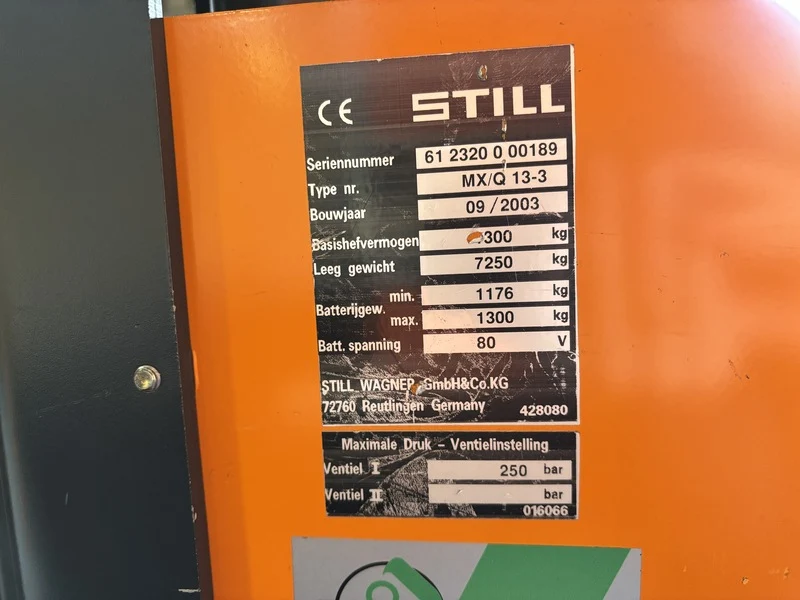 CE STILL
Seriennummer 61 2320 0 00189
Type nr. MX/Q 13-3
Bouwjaar 09/2003
Basishefvermogen 300 kg
Leeg gewicht 7250 kg
Batterijgew. min. 1176 kg
max. 1300 kg
Batt. spanning 80 V
STILL WAGNER GmbH&Co.KG
72760 Reutlingen Germany 428080
Maximale Druk - Ventielinstelling
Ventiel I 250 bar
Ventiel II bar
016066